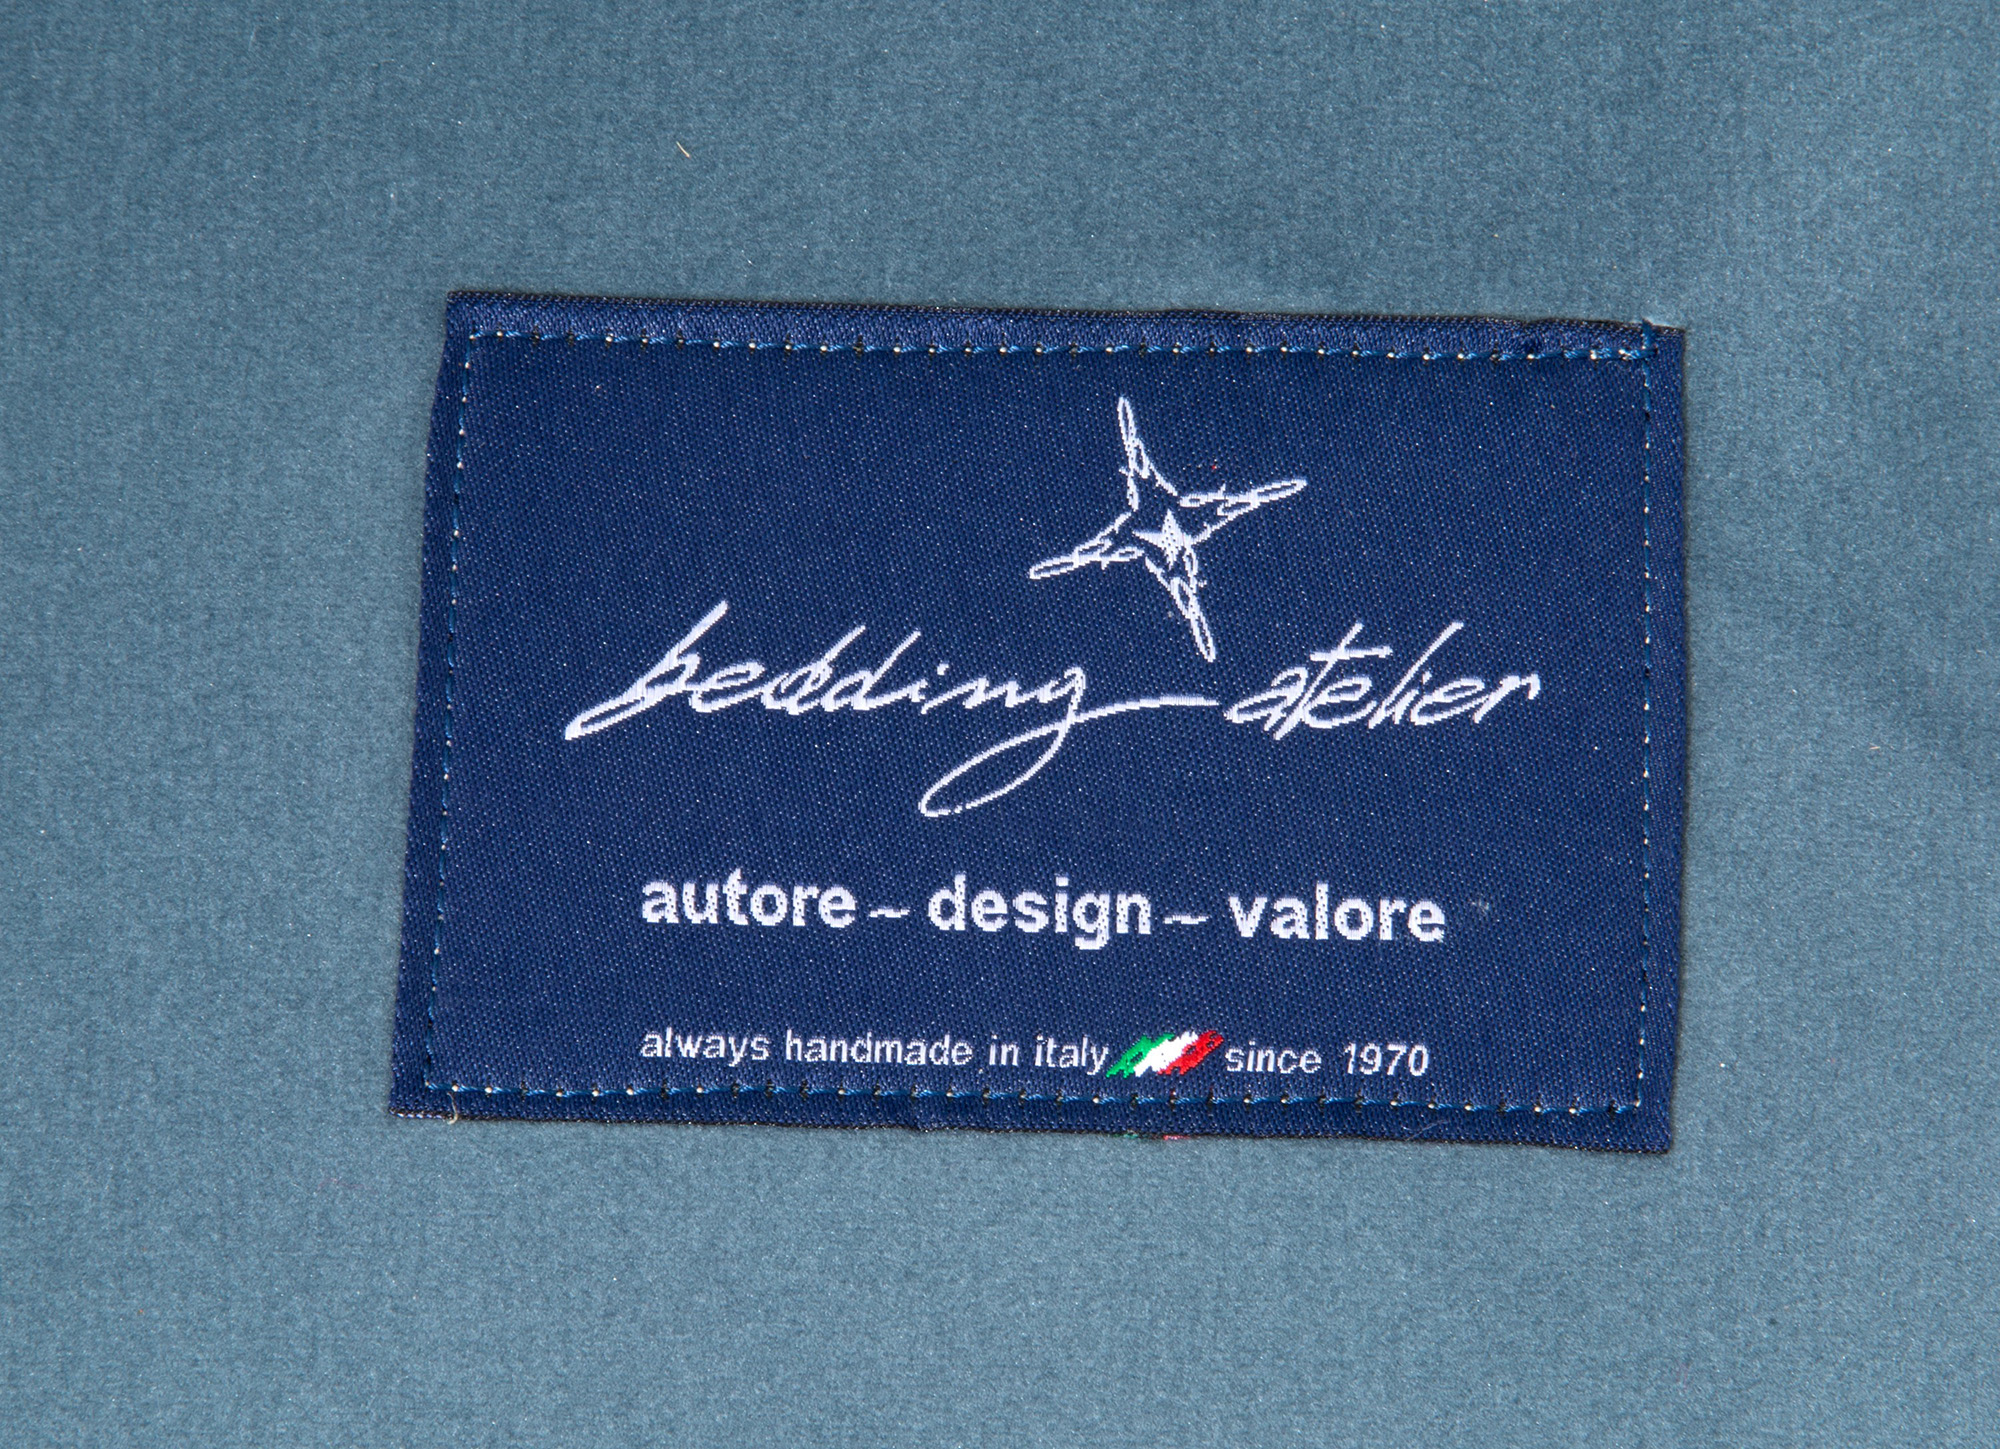 bedding atelier
autore ~ design ~ valore
always handmade in italy since 1970